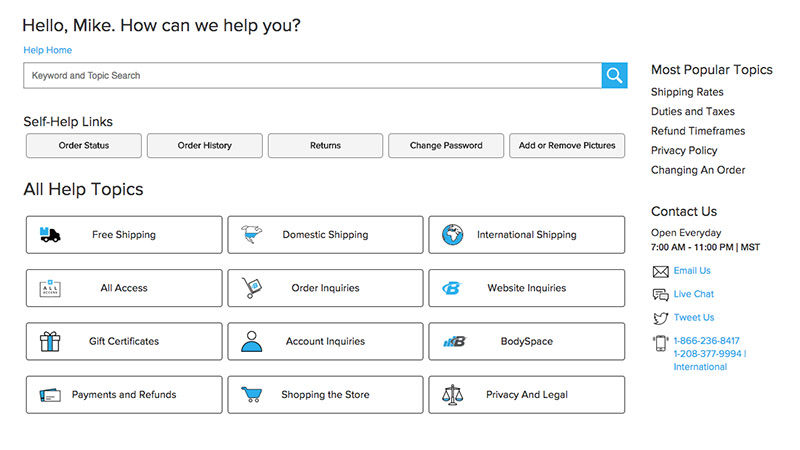 Hello, Mike. How can we help you?
Help Home
Keyword and Topic Search
Self-Help Links
Order Status
Order History
Returns
Change Password
Add or Remove Pictures
All Help Topics
Free Shipping
Domestic Shipping
International Shipping
ALL
ACCESS
All Access
Order Inquiries
B
Website Inquiries
Gift Certificates
Account Inquiries
B
BodySpace
Payments and Refunds
Shopping the Store
Privacy And Legal
Most Popular Topics
Shipping Rates
Duties and Taxes
Refund Timeframes
Privacy Policy
Changing An Order
Contact Us
Open Everyday
7:00 AM - 11:00 PM | MST
Email Us
Live Chat
Tweet Us
1-866-236-8417
1-208-377-9994 |
International